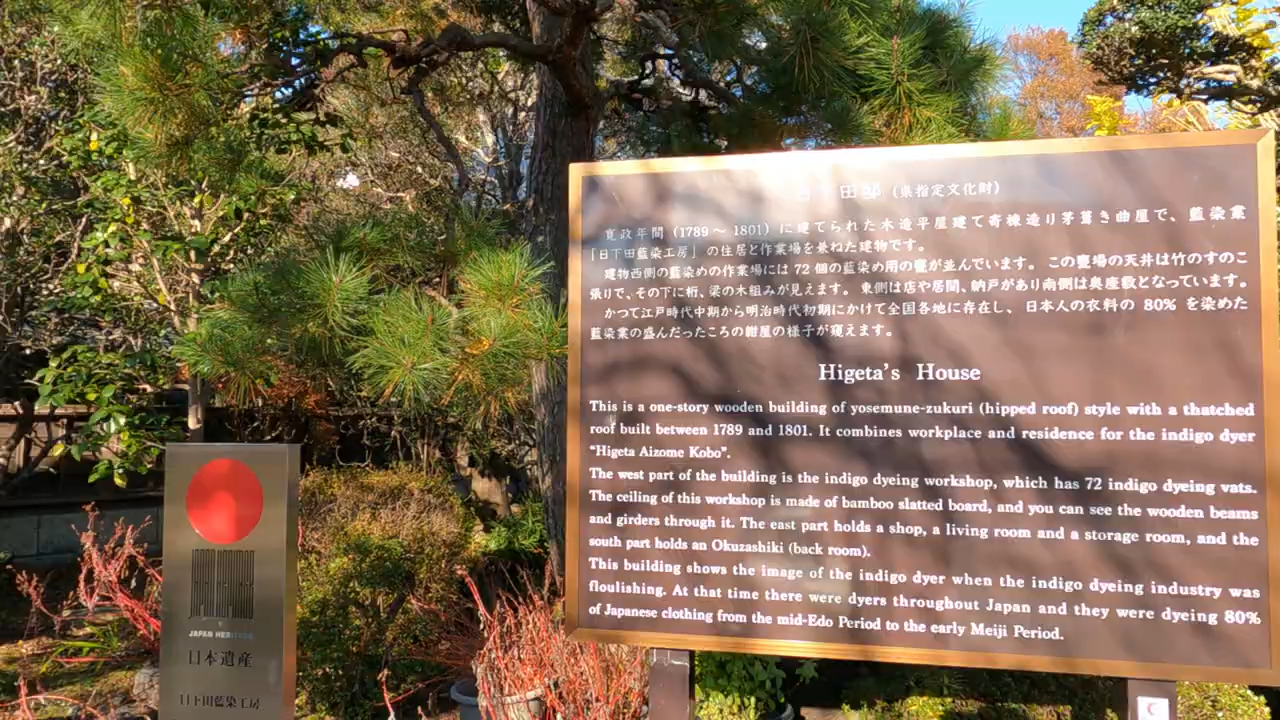 田邸（県指定文化財）
寛政年間（1789～1801）に建てられた木造平屋建て寄棟造り茅葺き曲屋で、藍染業
「日下田藍染工房」の住居と作業場を兼ねた建物です。
建物西側の藍染めの作業場には72個の藍染め用の甕が並んでいます。この甕場の天井は竹のすのこ
張りで、その下に桁、梁の木組みが見えます。東側は店や居間、納戸があり南側は奥座敷となっています。
かつて江戸時代中期から明治時代初期にかけて全国各地に存在し、日本人の衣料の80%を染めた
藍染業の盛んだったころの紺屋の様子が窺えます。
Higeta's House
This is a one-story wooden building of yosemune-zukuri (hipped roof) style with a thatched
roof built between 1789 and 1801. It combines workplace and residence for the indigo dyer
"Higeta Aizome Kobo".
The west part of the building is the indigo dyeing workshop, which has 72 indigo dyeing vats.
The ceiling of this workshop is made of bamboo slatted board, and you can see the wooden beams
and girders through it. The east part holds a shop, a living room and a storage room, and the
south part holds an Okuzashiki (back room).
This building shows the image of the indigo dyer when the indigo dyeing industry was
floulishing. At that time there were dyers throughout Japan and they were dyeing 80%
of Japanese clothing from the mid-Edo Period to the early Meiji Period.
JAPAN HERITAGE
日本遺産
日下田藍染工房